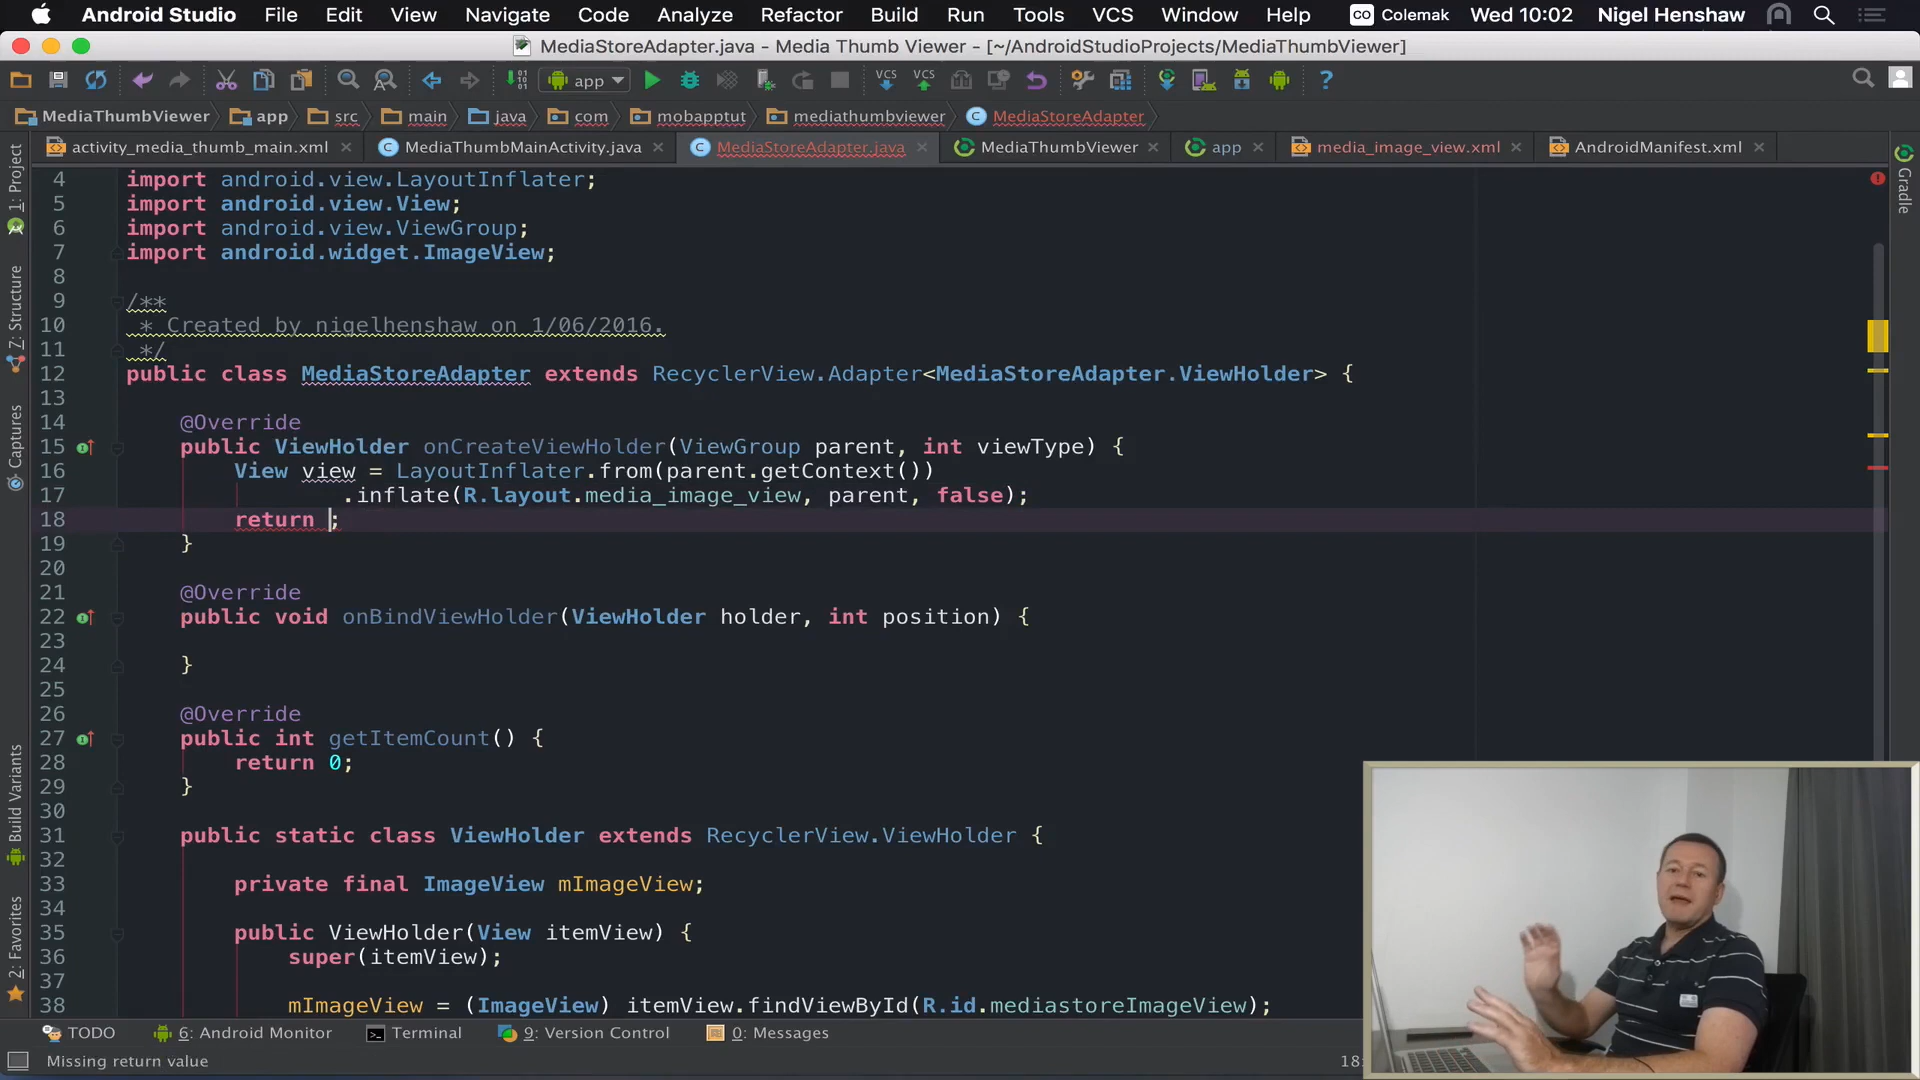 Android Studio File Edit View Navigate Code Analyze Refactor Build Run Tools VCS Window Help CO Colemak Wed 10:02 Nigel Henshaw
MediaStoreAdapter.java - Media Thumb Viewer - [~/AndroidStudioProjects/MediaThumbViewer]
app VCS VCS ?
MediaThumbViewer app src main java com mobapptut mediathumbviewer C MediaStoreAdapter
activity_media_thumb_main.xml C MediaThumbMainActivity.java C MediaStoreAdapter.java MediaThumbViewer app media_image_view.xml AndroidManifest.xml
1: Project
7: Structure
Captures
Build Variants
2: Favorites
Gradle
4 import android.view.LayoutInflater;
5 import android.view.View;
6 import android.view.ViewGroup;
7 import android.widget.ImageView;
8
9 /**
10 * Created by nigelhenshaw on 1/06/2016.
11 */
12 public class MediaStoreAdapter extends RecyclerView.Adapter<MediaStoreAdapter.ViewHolder> {
13
14 @Override
15 public ViewHolder onCreateViewHolder(ViewGroup parent, int viewType) {
16 View view = LayoutInflater.from(parent.getContext())
17 .inflate(R.layout.media_image_view, parent, false);
18 return ;
19 }
20
21 @Override
22 public void onBindViewHolder(ViewHolder holder, int position) {
23
24 }
25
26 @Override
27 public int getItemCount() {
28 return 0;
29 }
30
31 public static class ViewHolder extends RecyclerView.ViewHolder {
32
33 private final ImageView mImageView;
34
35 public ViewHolder(View itemView) {
36 super(itemView);
37
38 mImageView = (ImageView) itemView.findViewById(R.id.mediastoreImageView);
TODO 6: Android Monitor Terminal 9: Version Control 0: Messages
Missing return value 18: